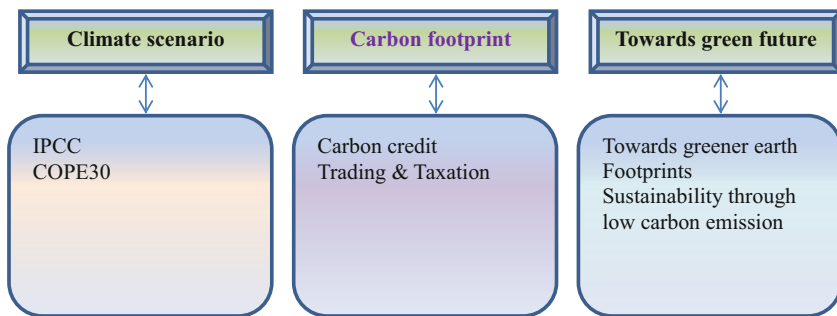 Climate scenario
Carbon footprint
Towards green future
IPCC
COPE30
Carbon credit
Trading & Taxation
Towards greener earth
Footprints
Sustainability through
low carbon emission